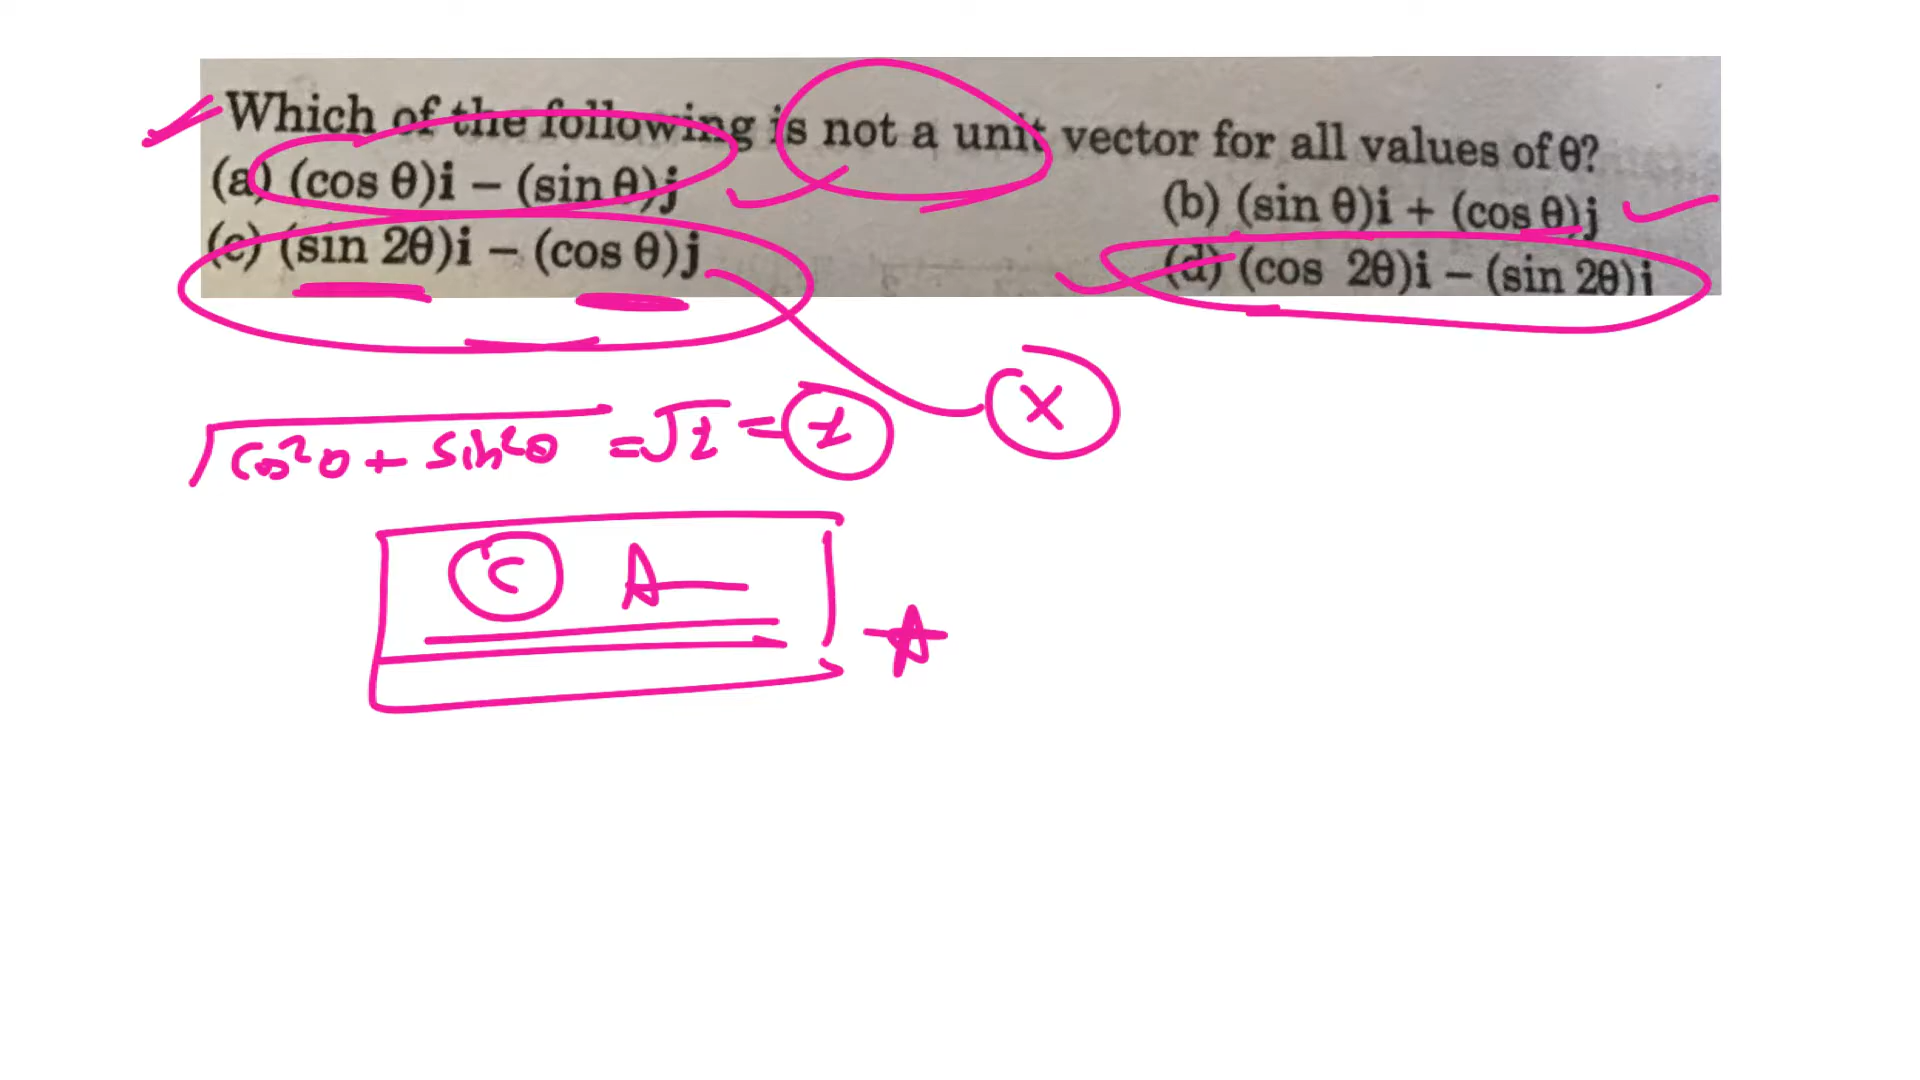 Which of the following is not a unit vector for all values of θ?
(a) (cos θ)i – (sin θ)j
(b) (sin θ)i + (cos θ)j
(c) (sin 2θ)i – (cos θ)j
(d) (cos 2θ)i – (sin 2θ)j
X
√cos²θ + sin²θ = √1 = 1
C A